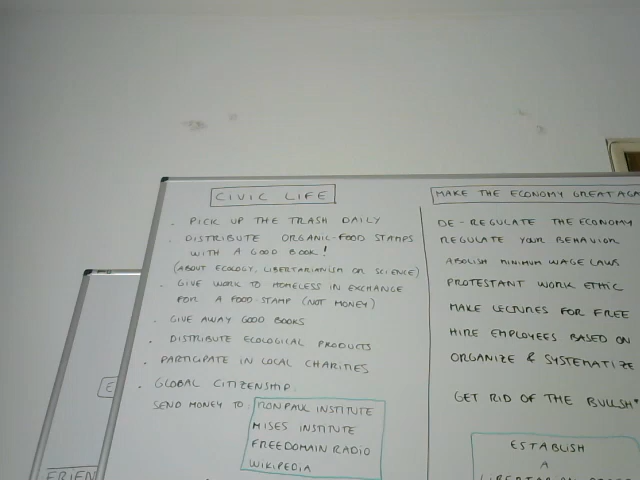 CIVIC LIFE
. PICK UP THE TRASH DAILY
. DISTRIBUTE ORGANIC-FOOD STAMPS
WITH A GOOD BOOK!
(ABOUT ECOLOGY, LIBERTARIANISM OR SCIENCE)
. GIVE WORK TO HOMELESS IN EXCHANGE
FOR A FOOD-STAMP (NOT MONEY)
. GIVE AWAY GOOD BOOKS
. DISTRIBUTE ECOLOGICAL PRODUCTS
. PARTICIPATE IN LOCAL CHARITIES
. GLOBAL CITIZENSHIP:
SEND MONEY TO: RON PAUL INSTITUTE
MISES INSTITUTE
FREEDOMAIN RADIO
WIKIPEDIA
MAKE THE ECONOMY GREAT AGA
DE-REGULATE THE ECONOMY
REGULATE YOUR BEHAVIOR
ABOLISH MINIMUM WAGE LAWS
PROTESTANT WORK ETHIC
MAKE LECTURES FOR FREE
HIRE EMPLOYEES BASED ON
ORGANIZE & SYSTEMATIZE
GET RID OF THE BULLSH*
ESTABLISH
A
E
FRIEN